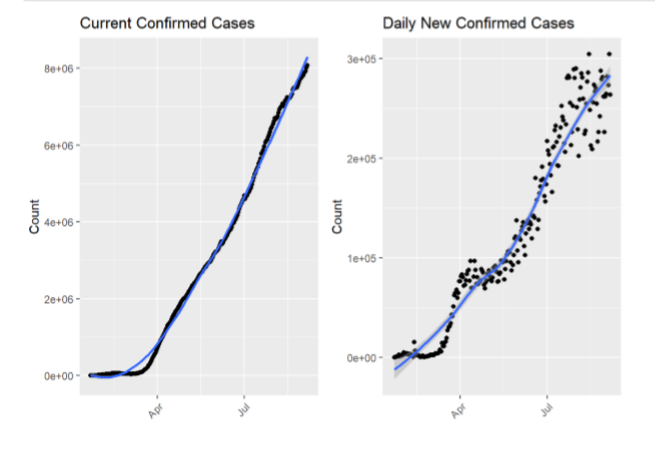 Current Confirmed Cases
Count
8e+06
6e+06
4e+06
2e+06
0e+00
Apr
Jul
Daily New Confirmed Cases
Count
3e+05
2e+05
1e+05
0e+00
Apr
Jul